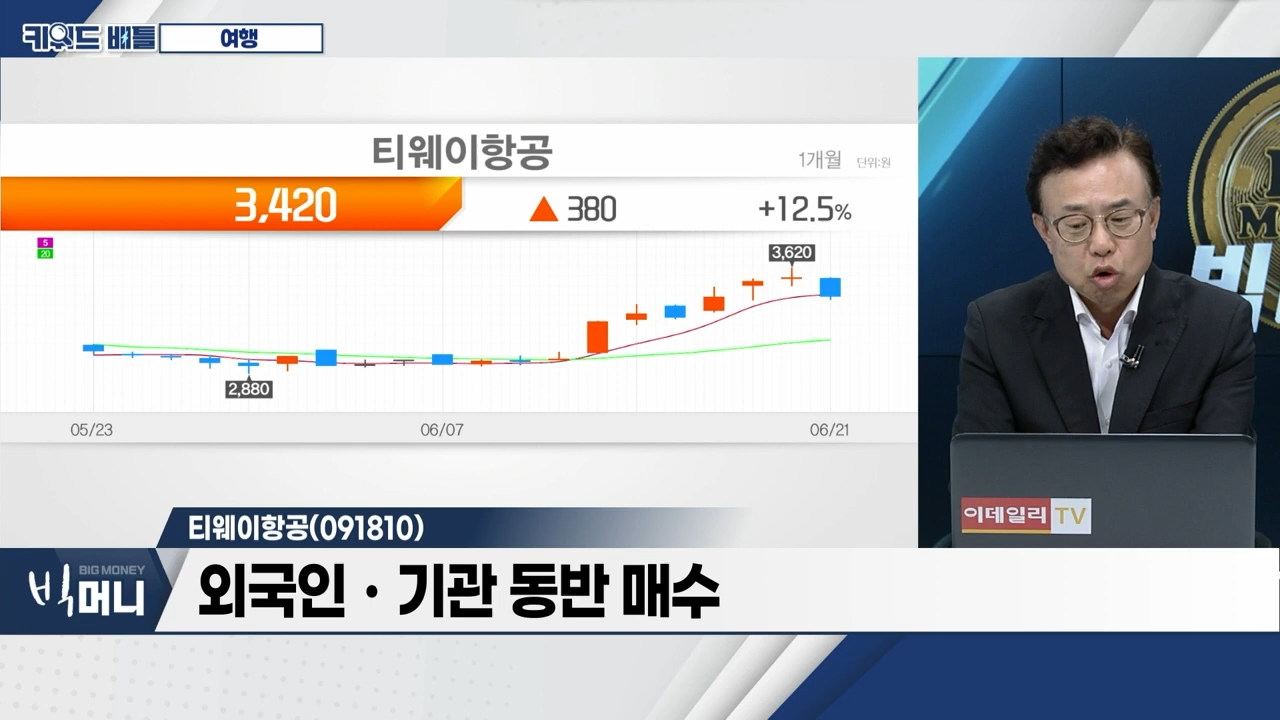 키워드 배틀
여행
티웨이항공
1개월 단위:원
3,420 ▲ 380 +12.5%
5
20
3,620
2,880
05/23 06/07 06/21
이데일리 TV
티웨이항공(091810)
BIG MONEY
빅머니
외국인 · 기관 동반 매수